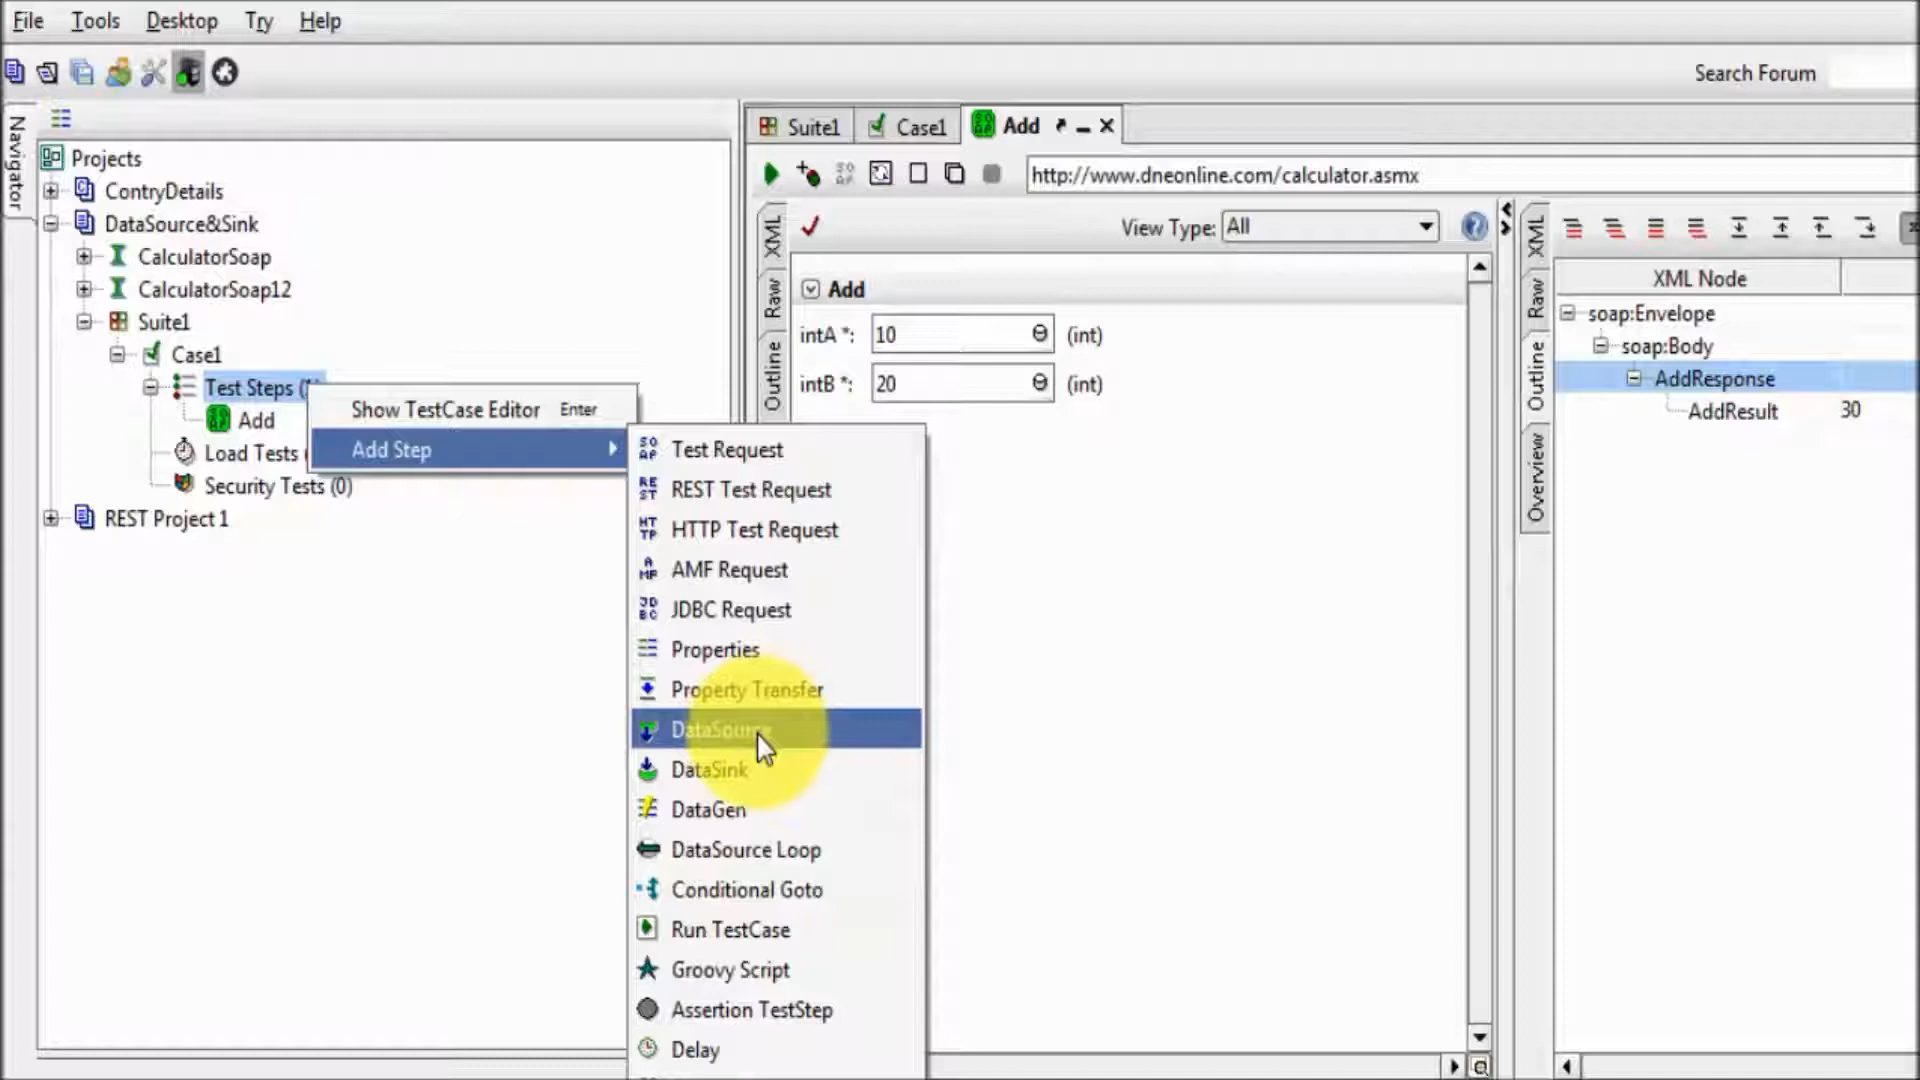 File Tools Desktop Try Help
Search Forum
Navigator
Projects
ContryDetails
DataSource&Sink
CalculatorSoap
CalculatorSoap12
Suite1
Case1
Test Steps (
Add
Load Tests (
Security Tests (0)
REST Project 1
Show TestCase Editor Enter
Add Step
Test Request
REST Test Request
HTTP Test Request
AMF Request
JDBC Request
Properties
Property Transfer
DataSource
DataSink
DataGen
DataSource Loop
Conditional Goto
Run TestCase
Groovy Script
Assertion TestStep
Delay
Suite1 Case1 Add
http://www.dneonline.com/calculator.asmx
XML
Raw
Outline
View Type: All
Add
intA *: 10 (int)
intB *: 20 (int)
XML
Raw
Outline
Overview
XML Node
soap:Envelope
soap:Body
AddResponse
AddResult 30